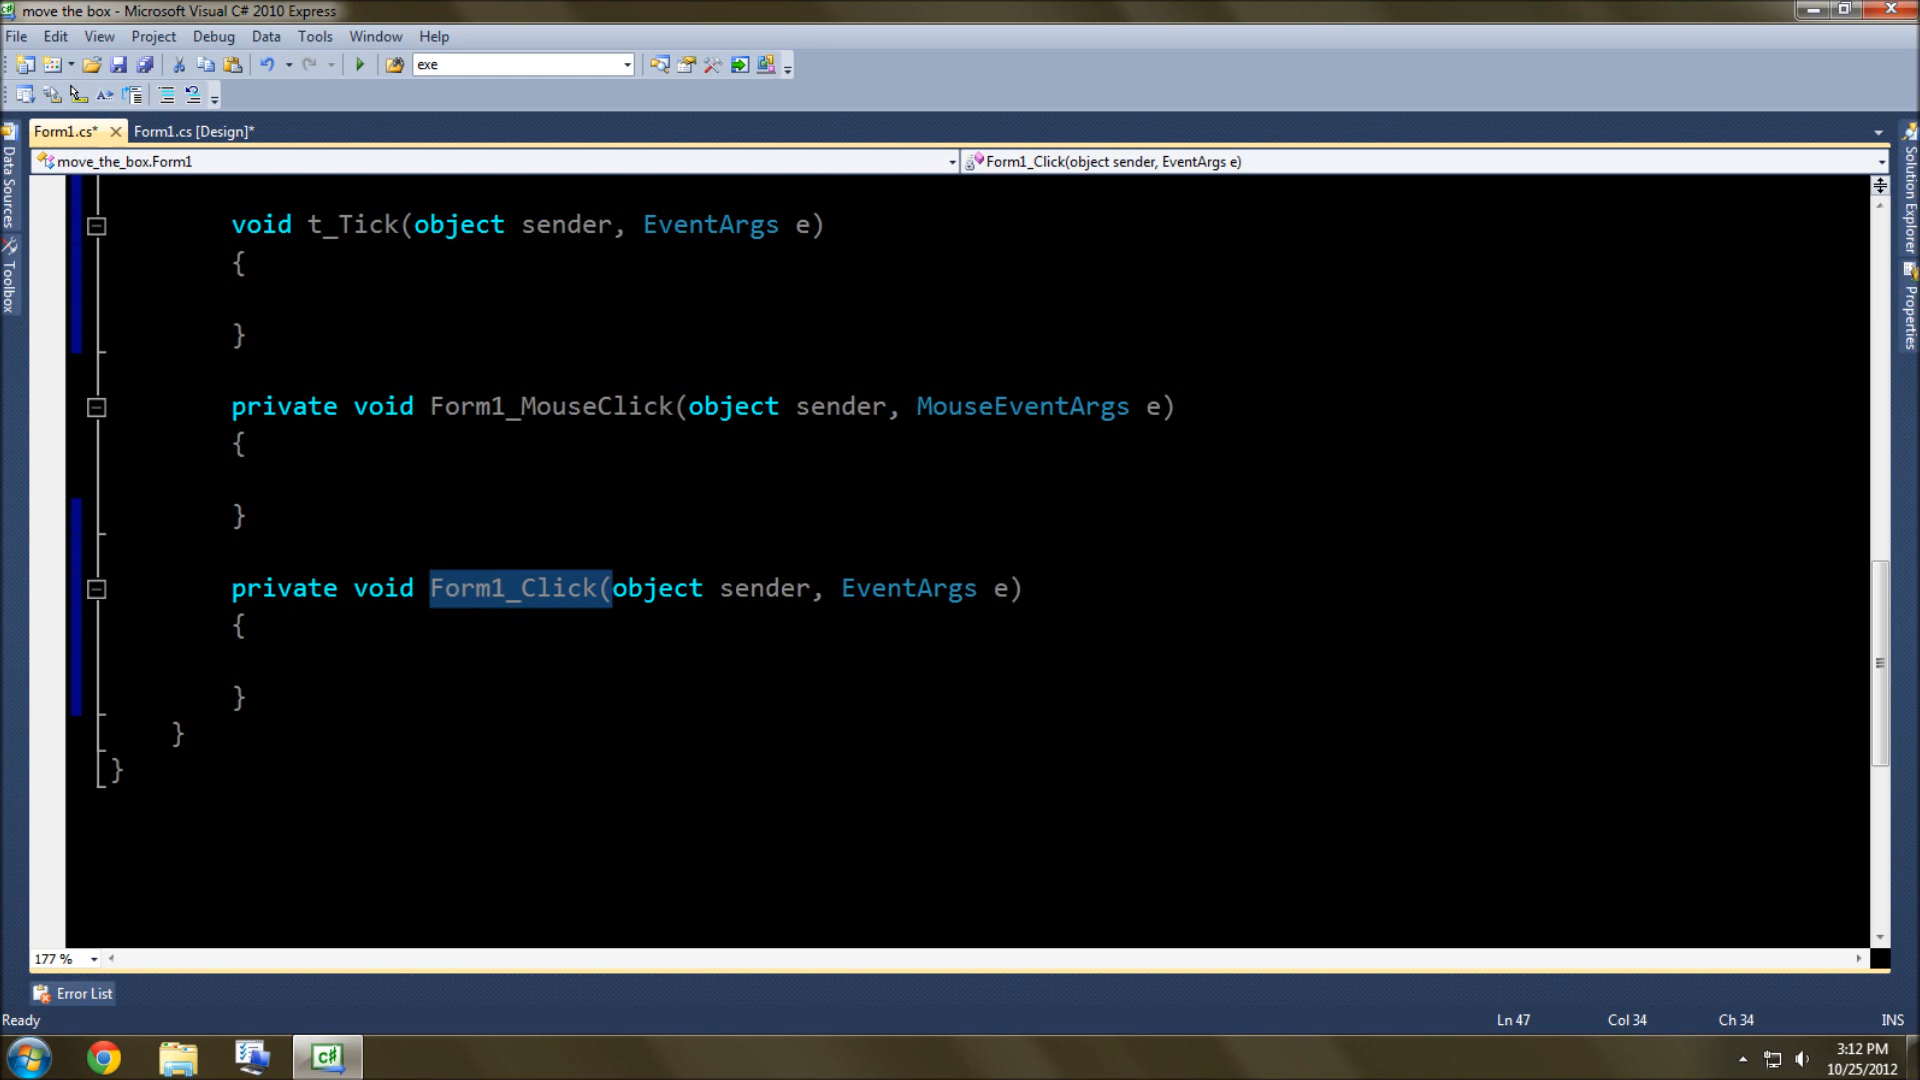 move the box - Microsoft Visual C# 2010 Express
File Edit View Project Debug Data Tools Window Help
exe
Form1.cs* Form1.cs [Design]*
move_the_box.Form1 Form1_Click(object sender, EventArgs e)
Data Sources
Toolbox
Solution Explorer
Properties
void t_Tick(object sender, EventArgs e)
{
}
private void Form1_MouseClick(object sender, MouseEventArgs e)
{
}
private void Form1_Click(object sender, EventArgs e)
{
}
}
}
177 %
Error List
Ready Ln 47 Col 34 Ch 34 INS
C#
3:12 PM
10/25/2012